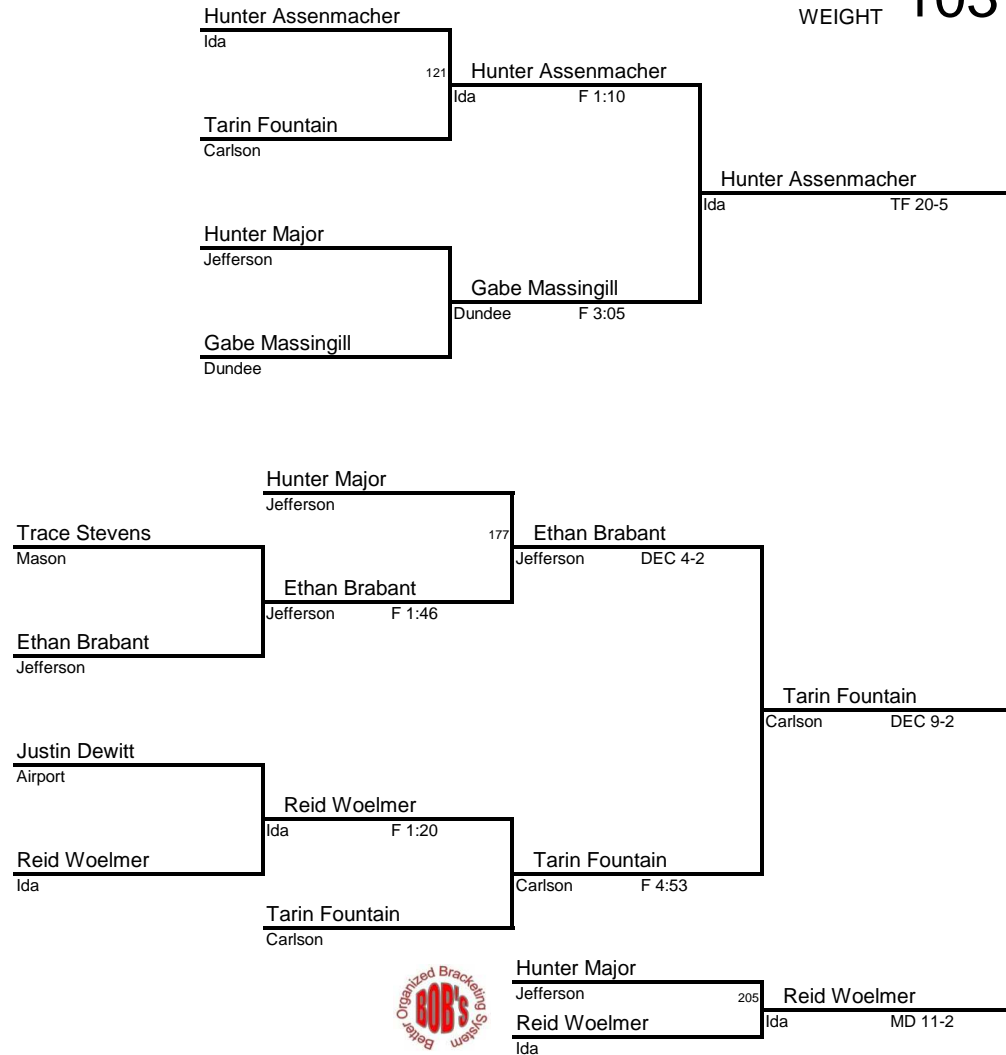 WEIGHT 103
Hunter Assenmacher
Ida
121
Hunter Assenmacher
Ida F 1:10
Tarin Fountain
Carlson
Hunter Assenmacher
Ida TF 20-5
Hunter Major
Jefferson
Gabe Massingill
Dundee F 3:05
Gabe Massingill
Dundee
Hunter Major
Jefferson
Trace Stevens
Mason
177
Ethan Brabant
Jefferson DEC 4-2
Ethan Brabant
Jefferson F 1:46
Ethan Brabant
Jefferson
Tarin Fountain
Carlson DEC 9-2
Justin Dewitt
Airport
Reid Woelmer
Ida F 1:20
Reid Woelmer
Ida
Tarin Fountain
Carlson F 4:53
Tarin Fountain
Carlson
Better Organized Bracketing System
BOB'S
Hunter Major
Jefferson
205
Reid Woelmer
Ida MD 11-2
Reid Woelmer
Ida